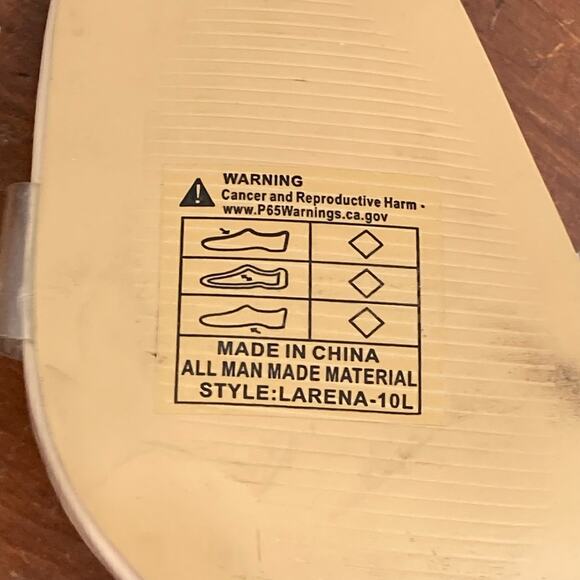 WARNING
Cancer and Reproductive Harm -
www.P65Warnings.ca.gov
MADE IN CHINA
ALL MAN MADE MATERIAL
STYLE:LARENA-10L